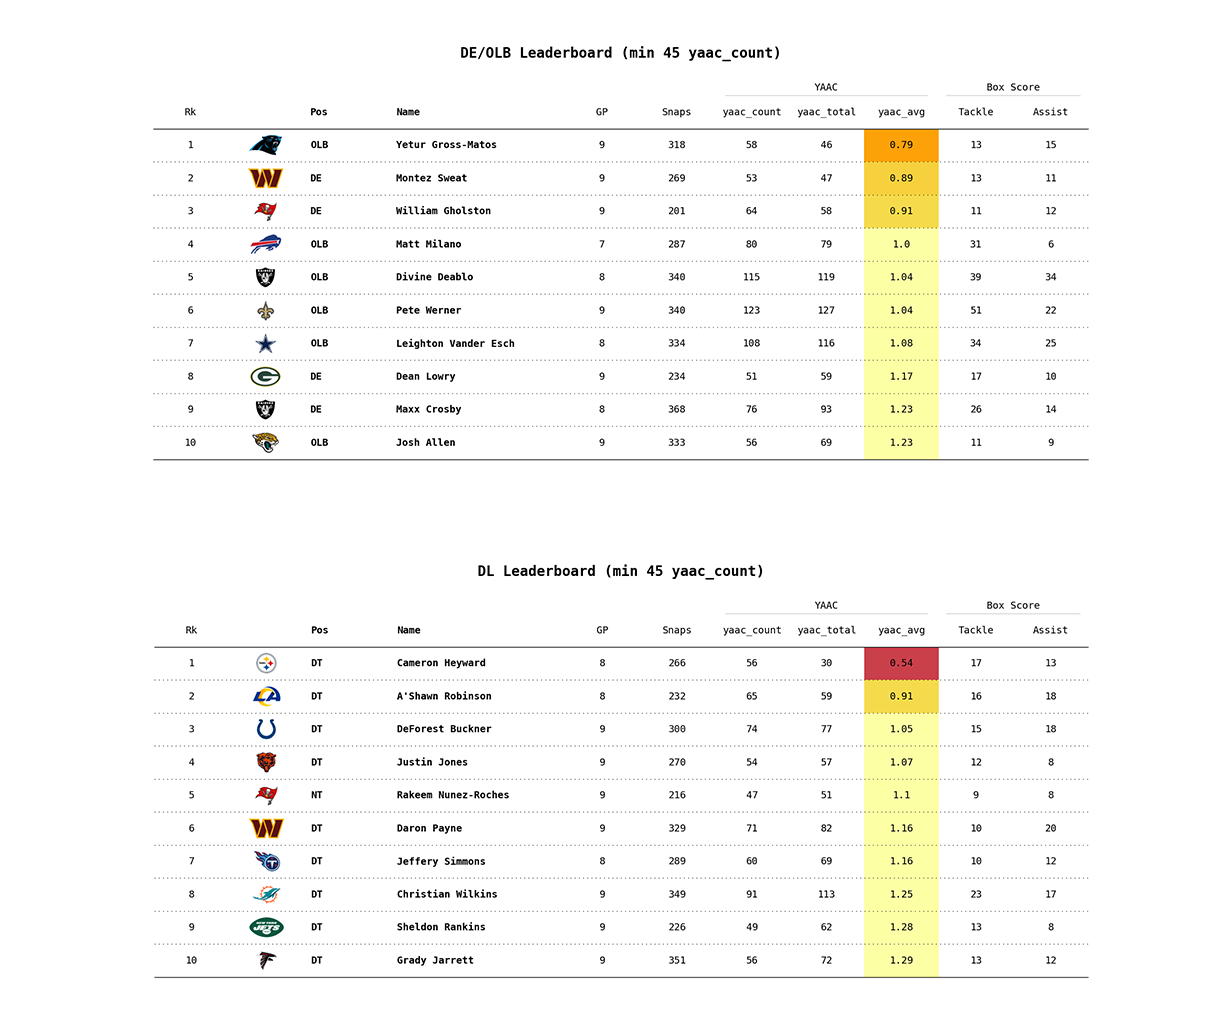 DE/OLB Leaderboard (min 45 yaac_count)
YAAC Box Score
Rk Pos Name GP Snaps yaac_count yaac_total yaac_avg Tackle Assist
1 OLB Yetur Gross-Matos 9 318 58 46 0.79 13 15
2 DE Montez Sweat 9 269 53 47 0.89 13 11
3 DE William Gholston 9 201 64 58 0.91 11 12
4 OLB Matt Milano 7 287 80 79 1.0 31 6
5 OLB Divine Deablo 8 340 115 119 1.04 39 34
6 OLB Pete Werner 9 340 123 127 1.04 51 22
7 OLB Leighton Vander Esch 8 334 108 116 1.08 34 25
8 DE Dean Lowry 9 234 51 59 1.17 17 10
9 DE Maxx Crosby 8 368 76 93 1.23 26 14
10 OLB Josh Allen 9 333 56 69 1.23 11 9
DL Leaderboard (min 45 yaac_count)
YAAC Box Score
Rk Pos Name GP Snaps yaac_count yaac_total yaac_avg Tackle Assist
1 DT Cameron Heyward 8 266 56 30 0.54 17 13
2 DT A'Shawn Robinson 8 232 65 59 0.91 16 18
3 DT DeForest Buckner 9 300 74 77 1.05 15 18
4 DT Justin Jones 9 270 54 57 1.07 12 8
5 NT Rakeem Nunez-Roches 9 216 47 51 1.1 9 8
6 DT Daron Payne 9 329 71 82 1.16 10 20
7 DT Jeffery Simmons 8 289 60 69 1.16 10 12
8 DT Christian Wilkins 9 349 91 113 1.25 23 17
9 DT Sheldon Rankins 9 226 49 62 1.28 13 8
10 DT Grady Jarrett 9 351 56 72 1.29 13 12